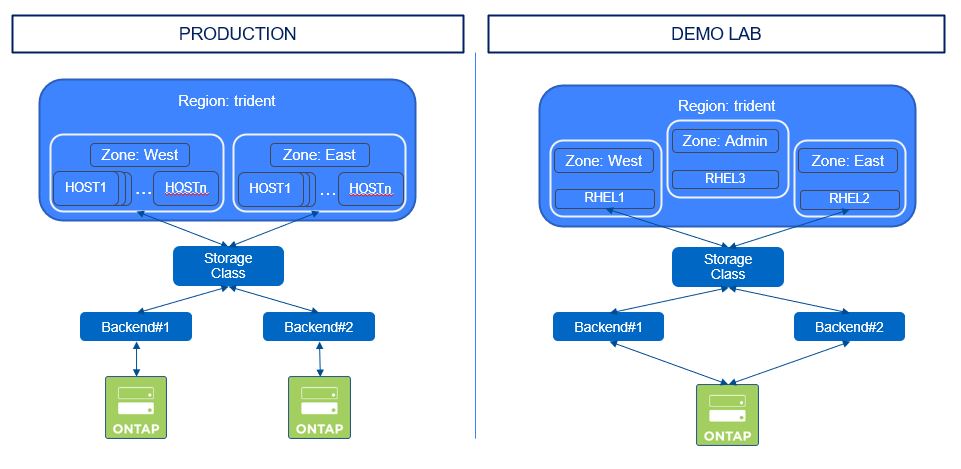 PRODUCTION
Region: trident
Zone: West
HOST1
...
HOSTn
Zone: East
HOST1
...
HOSTn
Storage
Class
Backend#1
Backend#2
ONTAP
ONTAP
DEMO LAB
Region: trident
Zone: West
RHEL1
Zone: Admin
RHEL3
Zone: East
RHEL2
Storage
Class
Backend#1
Backend#2
ONTAP